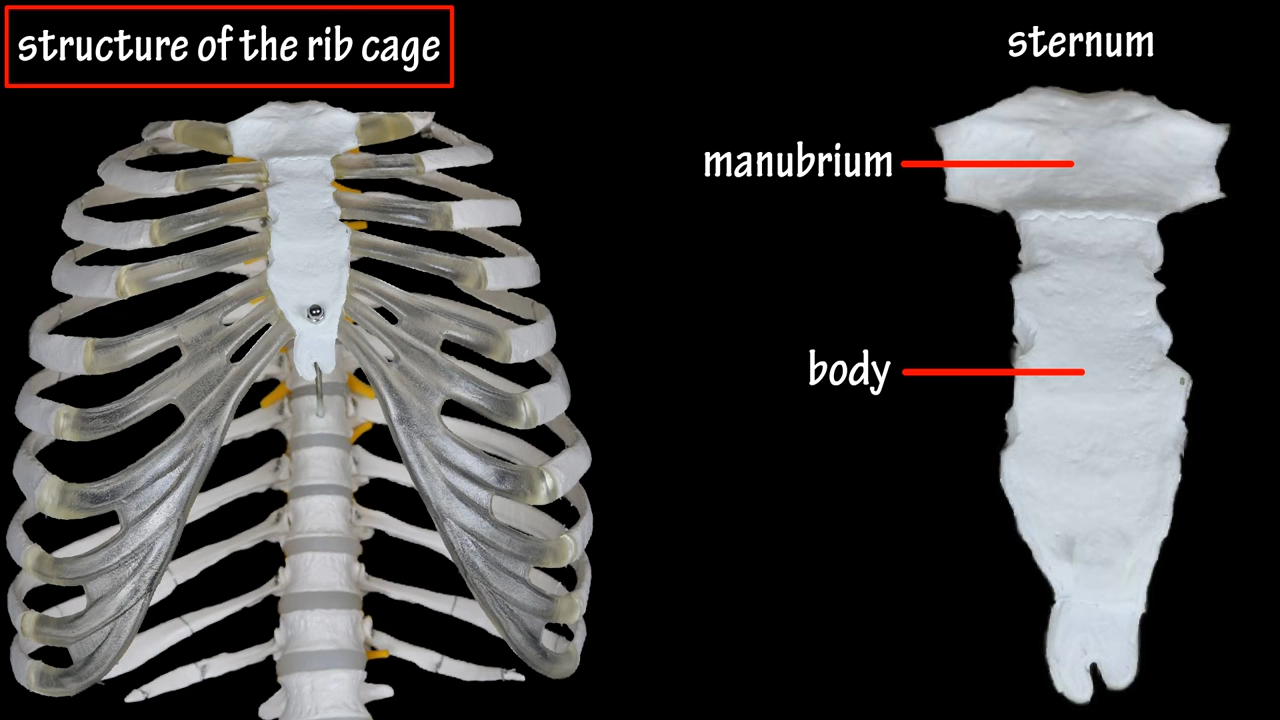 structure of the rib cage
sternum
manubrium
body